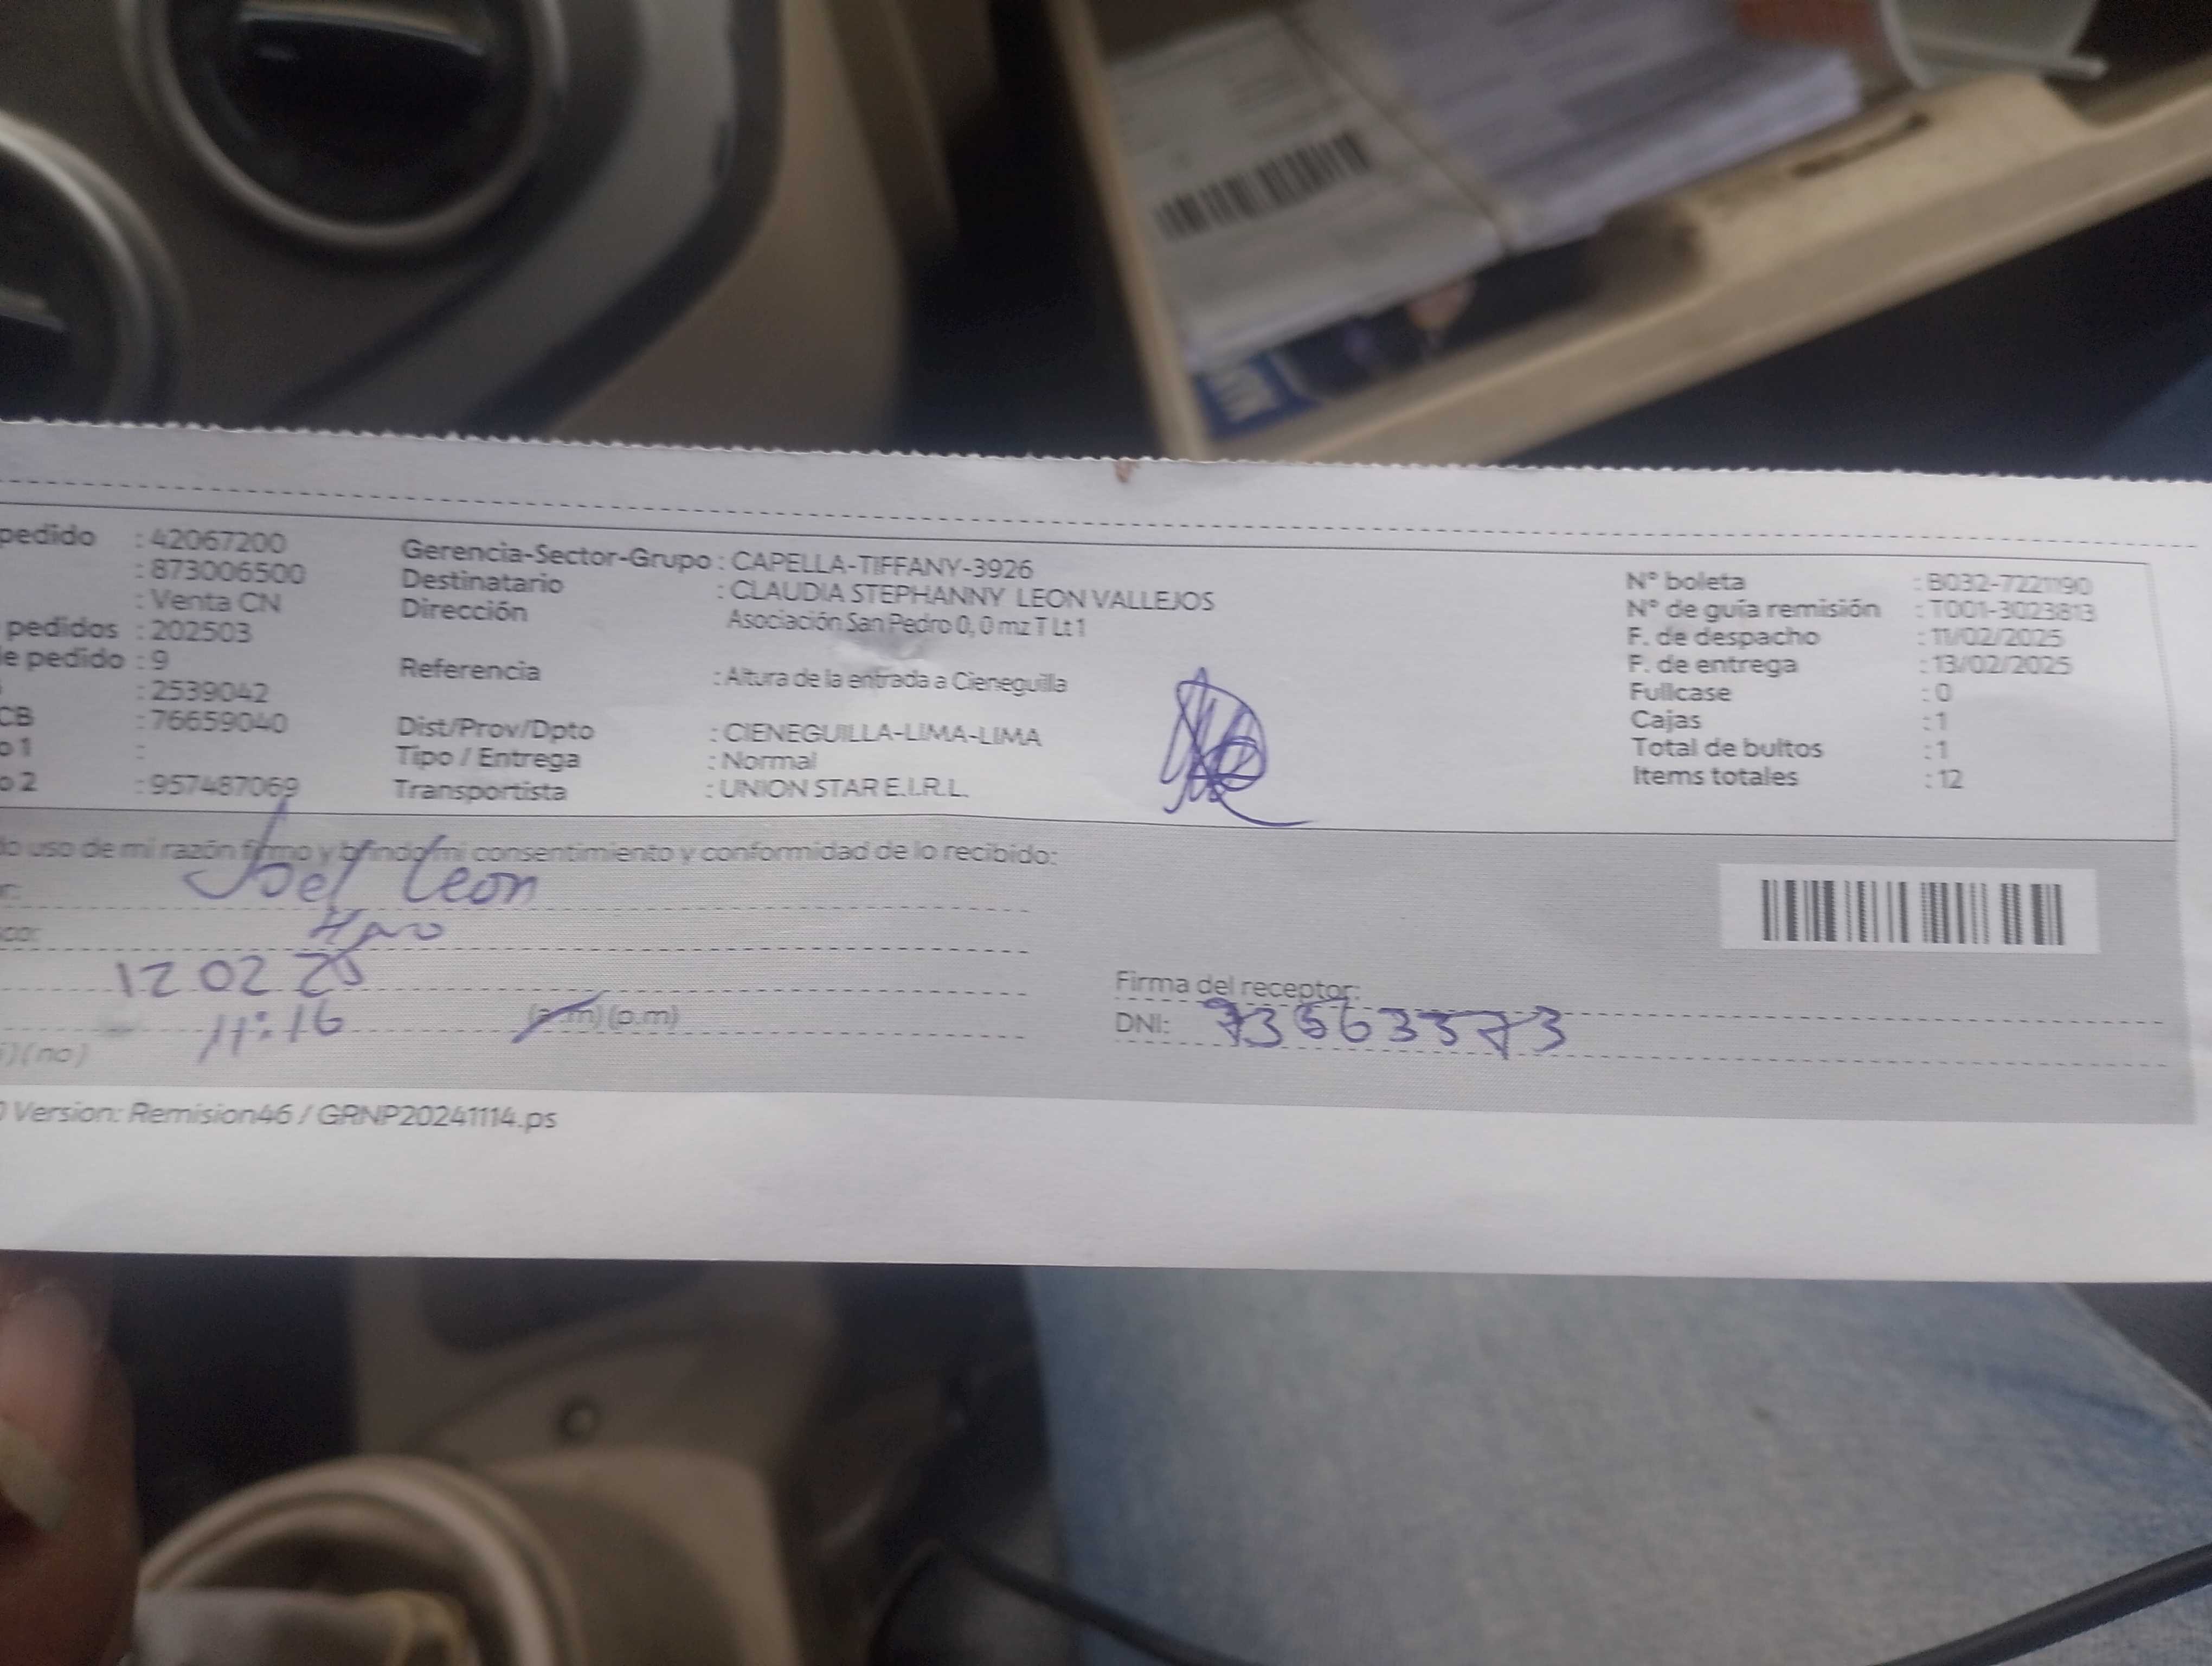 pedido : 42067200
: 873006500
: Venta CN
pedidos : 202503
e pedido : 9
: 2539042
CB : 76659040
o 1 :
o 2 : 957487069
Gerencia-Sector-Grupo : CAPELLA-TIFFANY-3926
Destinatario : CLAUDIA STEPHANNY LEON VALLEJOS
Dirección Asociación San Pedro 0, 0 mz T Lt 1
Referencia : Altura de la entrada a Cieneguilla
Dist/Prov/Dpto : CIENEGUILLA-LIMA-LIMA
Tipo / Entrega : Normal
Transportista : UNION STAR E.I.R.L.
N° boleta : B032-7221190
N° de guía remisión : T001-3023813
F. de despacho : 11/02/2025
F. de entrega : 13/02/2025
Fullcase : 0
Cajas : 1
Total de bultos : 1
Items totales : 12
o uso de mi razón firmo y brindo mi consentimiento y conformidad de lo recibido:
Joel Leon
12 02 25
11:16 (a.m) (p.m)
) (no)
Firma del receptor:
DNI: 73563573
) Version: Remision46 / GRNP20241114.ps